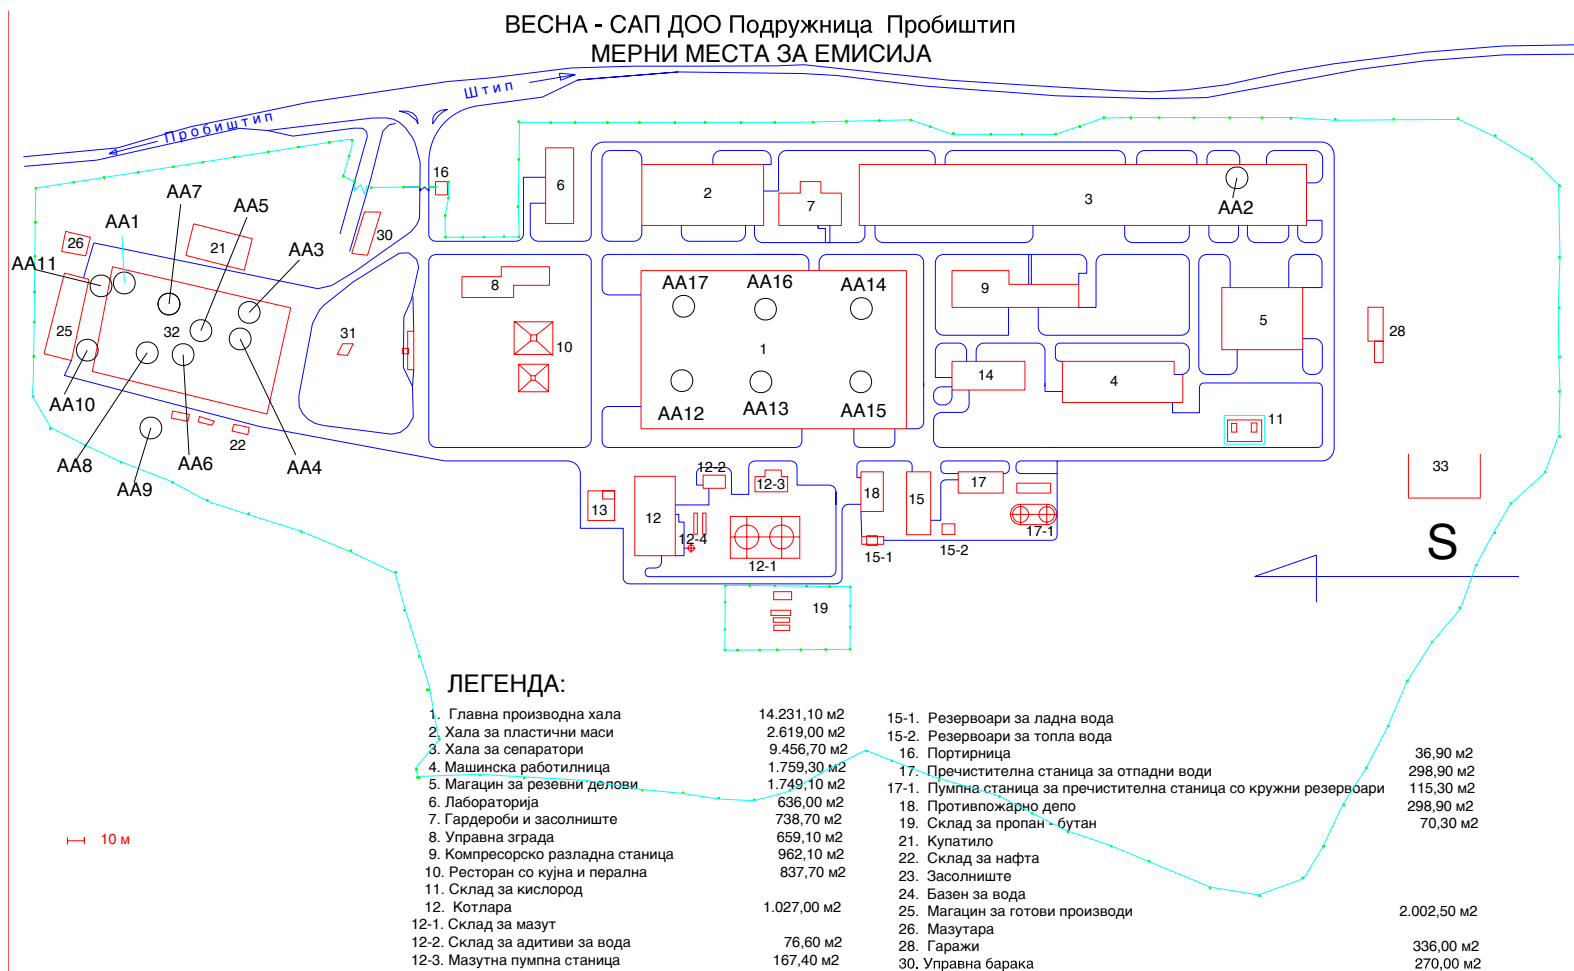 ВЕСНА - САП ДОО Подружница Пробиштип
МЕРНИ МЕСТА ЗА ЕМИСИЈА
Штип
Пробиштип
16
6
2
7
3
AA2
AA7
AA1
AA5
AA3
26
21
30
AA11
25
32
31
8
10
AA17
AA16
AA14
1
9
5
28
14
4
AA10
AA12
AA13
AA15
11
22
AA8
AA6
AA4
AA9
12-2
12-3
13
12
18
15
17
33
12-4
12-1
15-1
15-2
17-1
S
19
ЛЕГЕНДА:
1. Главна производна хала 14.231,10 м2
2. Хала за пластични маси 2.619,00 м2
3. Хала за сепаратори 9.456,70 м2
4. Машинска работилница 1.759,30 м2
5. Магацин за резевни делови 1.749,10 м2
6. Лабораторија 636,00 м2
7. Гардероби и засолниште 738,70 м2
8. Управна зграда 659,10 м2
9. Компресорско разладна станица 962,10 м2
10. Ресторан со кујна и перална 837,70 м2
11. Склад за кислород
12. Котлара 1.027,00 м2
12-1. Склад за мазут
12-2. Склад за адитиви за вода 76,60 м2
12-3. Мазутна пумпна станица 167,40 м2
15-1. Резервоари за ладна вода
15-2. Резервоари за топла вода
16. Портирница 36,90 м2
17. Пречистителна станица за отпадни води 298,90 м2
17-1. Пумпна станица за пречистителна станица со кружни резервоари 115,30 м2
18. Противпожарно депо 298,90 м2
19. Склад за пропан - бутан 70,30 м2
21. Купатило
22. Склад за нафта
23. Засолниште
24. Базен за вода
25. Магацин за готови производи 2.002,50 м2
26. Мазутара
28. Гаражи 336,00 м2
30. Управна барака 270,00 м2
10 м